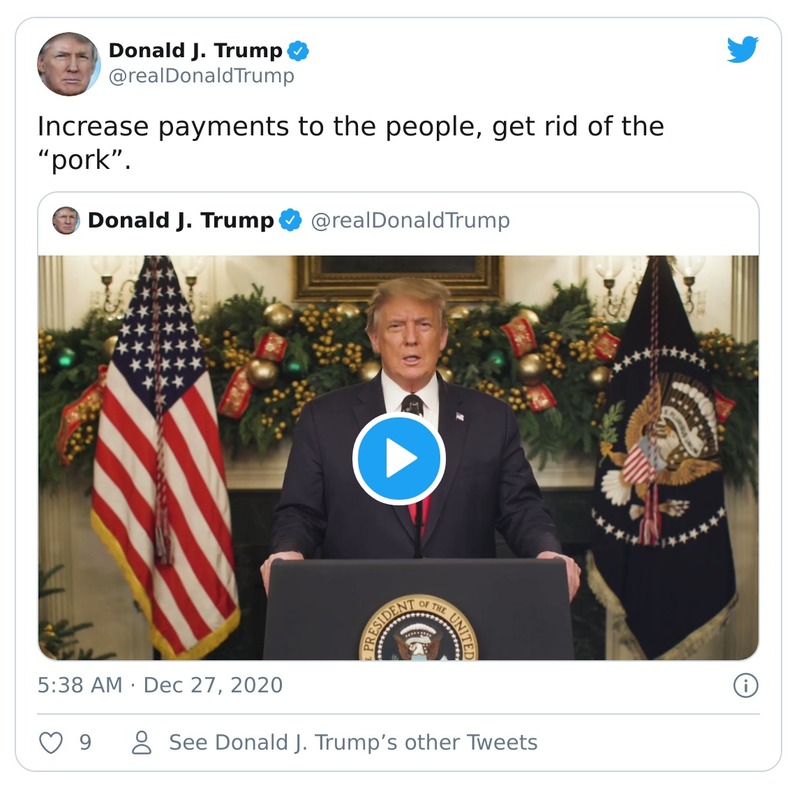 Donald J. Trump
@realDonaldTrump
Increase payments to the people, get rid of the
“pork”.
Donald J. Trump @realDonaldTrump
PRESIDENT OF THE UNITED
5:38 AM · Dec 27, 2020
9 See Donald J. Trump’s other Tweets